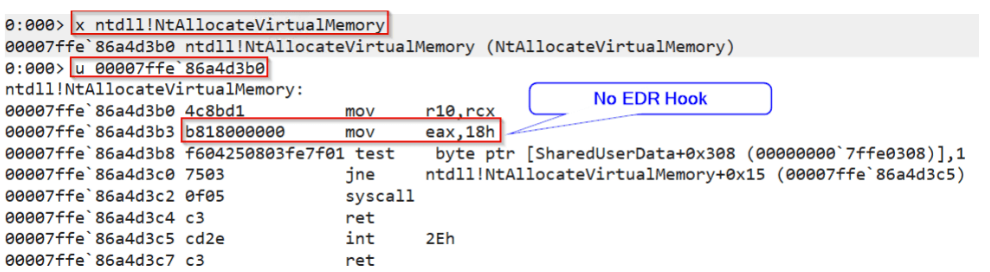 0:000> x ntdll!NtAllocateVirtualMemory
00007ffe`86a4d3b0 ntdll!NtAllocateVirtualMemory (NtAllocateVirtualMemory)
0:000> u 00007ffe`86a4d3b0
ntdll!NtAllocateVirtualMemory:
No EDR Hook
00007ffe`86a4d3b0 4c8bd1 mov r10,rcx
00007ffe`86a4d3b3 b818000000 mov eax,18h
00007ffe`86a4d3b8 f604250803fe7f01 test byte ptr [SharedUserData+0x308 (00000000`7ffe0308)],1
00007ffe`86a4d3c0 7503 jne ntdll!NtAllocateVirtualMemory+0x15 (00007ffe`86a4d3c5)
00007ffe`86a4d3c2 0f05 syscall
00007ffe`86a4d3c4 c3 ret
00007ffe`86a4d3c5 cd2e int 2Eh
00007ffe`86a4d3c7 c3 ret